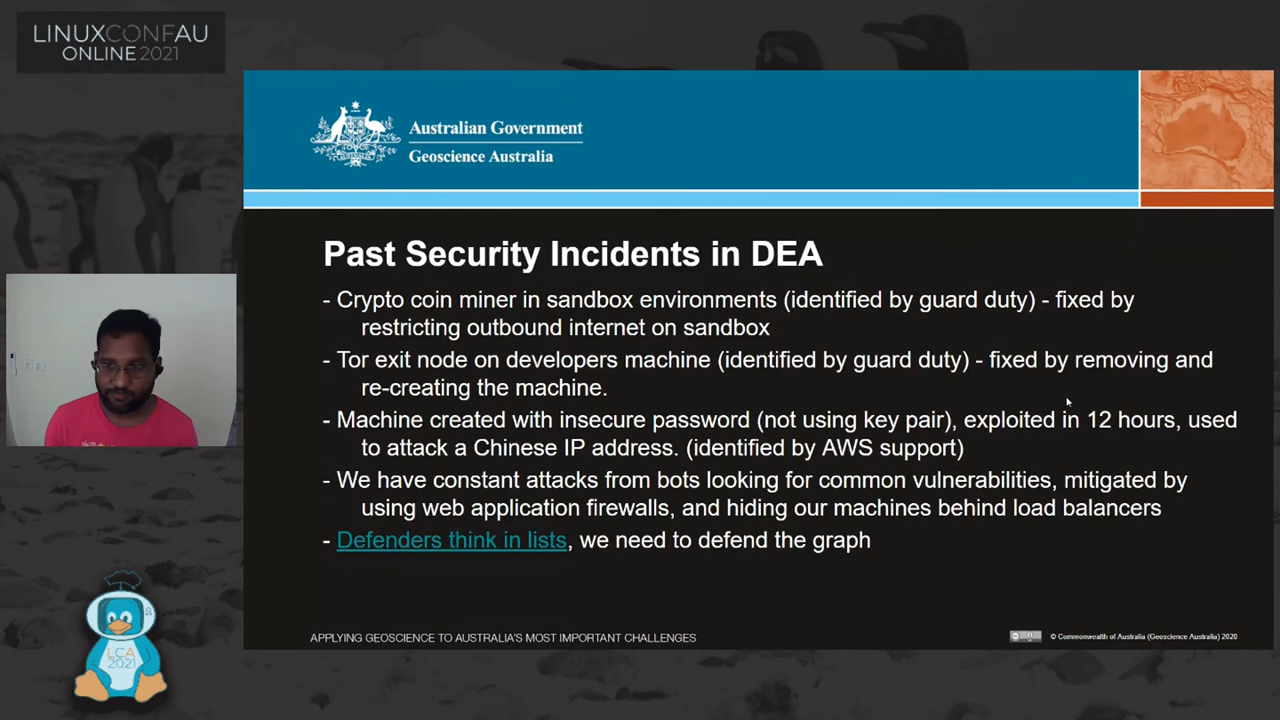 LINUXCONFAU
ONLINE 2021
Australian Government
Geoscience Australia
Past Security Incidents in DEA
- Crypto coin miner in sandbox environments (identified by guard duty) - fixed by
restricting outbound internet on sandbox
- Tor exit node on developers machine (identified by guard duty) - fixed by removing and
re-creating the machine.
- Machine created with insecure password (not using key pair), exploited in 12 hours, used
to attack a Chinese IP address. (identified by AWS support)
- We have constant attacks from bots looking for common vulnerabilities, mitigated by
using web application firewalls, and hiding our machines behind load balancers
- Defenders think in lists, we need to defend the graph
LCA
2021
APPLYING GEOSCIENCE TO AUSTRALIA'S MOST IMPORTANT CHALLENGES
© Commonwealth of Australia (Geoscience Australia) 2020